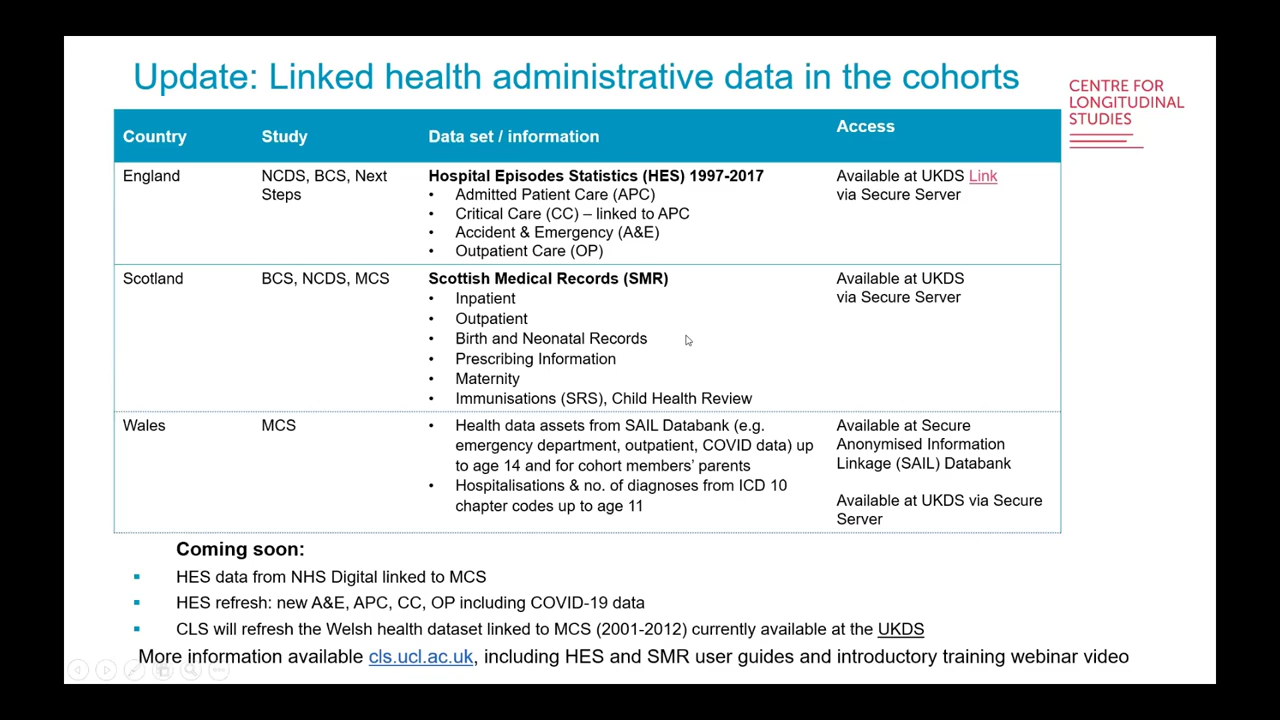 Update: Linked health administrative data in the cohorts
CENTRE FOR
LONGITUDINAL
STUDIES
Country Study Data set / information Access
England
NCDS, BCS, Next
Steps
Hospital Episodes Statistics (HES) 1997-2017
• Admitted Patient Care (APC)
• Critical Care (CC) – linked to APC
• Accident & Emergency (A&E)
• Outpatient Care (OP)
Available at UKDS Link
via Secure Server
Scotland
BCS, NCDS, MCS
Scottish Medical Records (SMR)
• Inpatient
• Outpatient
• Birth and Neonatal Records
• Prescribing Information
• Maternity
• Immunisations (SRS), Child Health Review
Available at UKDS
via Secure Server
Wales
MCS
• Health data assets from SAIL Databank (e.g.
emergency department, outpatient, COVID data) up
to age 14 and for cohort members’ parents
• Hospitalisations & no. of diagnoses from ICD 10
chapter codes up to age 11
Available at Secure
Anonymised Information
Linkage (SAIL) Databank
Available at UKDS via Secure
Server
Coming soon:
▪ HES data from NHS Digital linked to MCS
▪ HES refresh: new A&E, APC, CC, OP including COVID-19 data
▪ CLS will refresh the Welsh health dataset linked to MCS (2001-2012) currently available at the UKDS
More information available cls.ucl.ac.uk, including HES and SMR user guides and introductory training webinar video